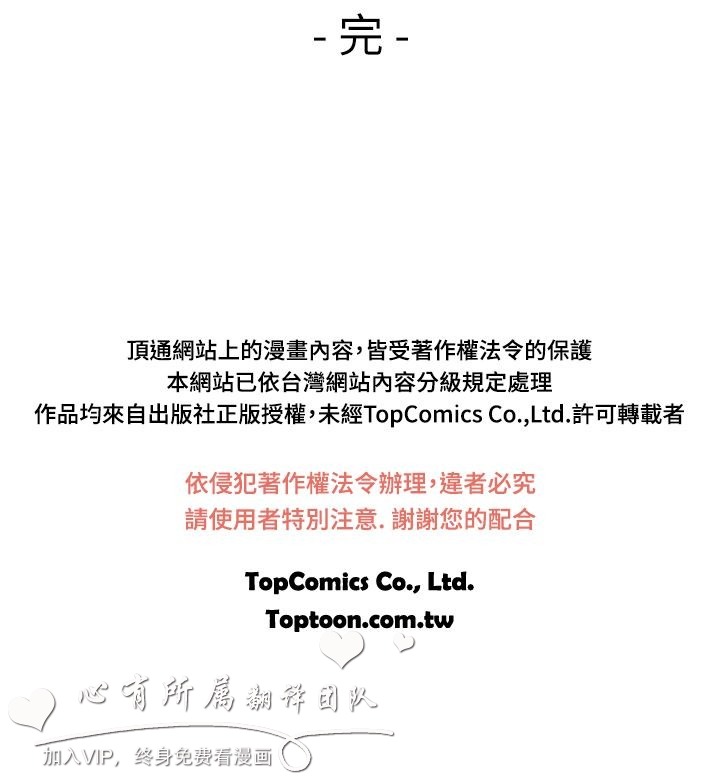 - 完 -
頂通網站上的漫畫內容，皆受著作權法令的保護
本網站已依台灣網站內容分級規定處理
作品均來自出版社正版授權，未經TopComics Co.,Ltd.許可轉載者
依侵犯著作權法令辦理，違者必究
請使用者特別注意. 謝謝您的配合
TopComics Co., Ltd.
Toptoon.com.tw
心有所属翻译团队
加入VIP，终身免费看漫画